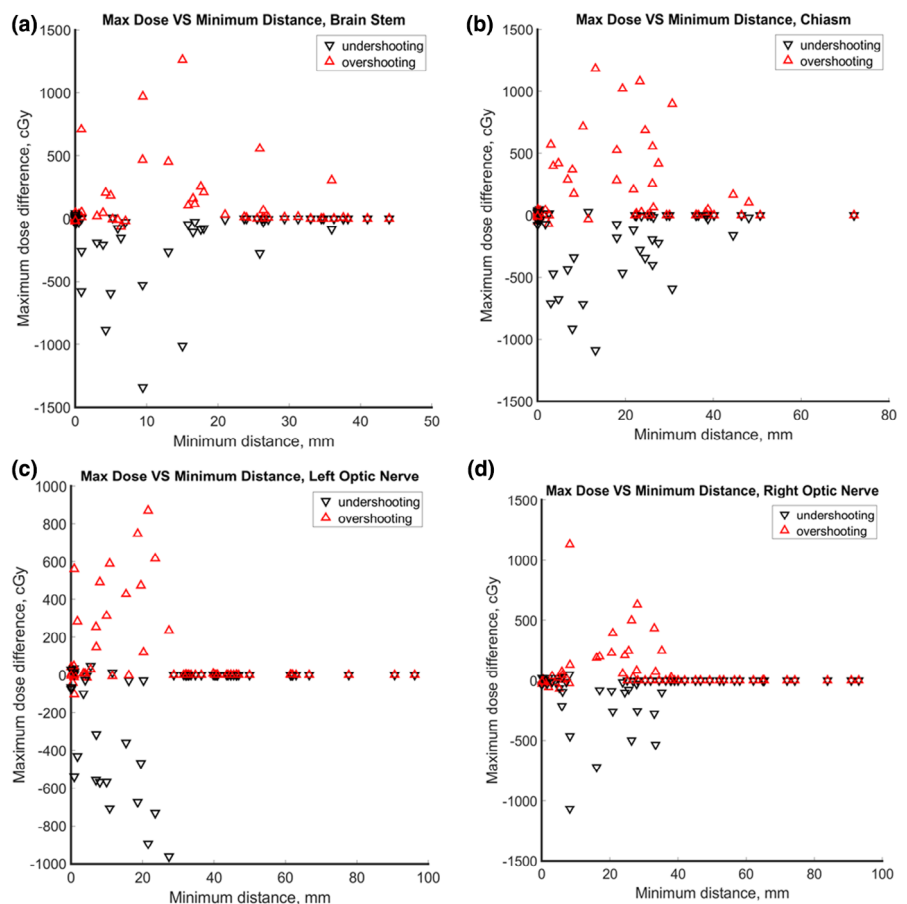 (a)
Max Dose VS Minimum Distance, Brain Stem
undershooting
overshooting
Maximum dose difference, cGy
1500
1000
500
0
-500
-1000
-1500
0 10 20 30 40 50
Minimum distance, mm
(b)
Max Dose VS Minimum Distance, Chiasm
undershooting
overshooting
Maximum dose difference, cGy
1500
1000
500
0
-500
-1000
-1500
0 20 40 60 80
Minimum distance, mm
(c)
Max Dose VS Minimum Distance, Left Optic Nerve
undershooting
overshooting
Maximum dose difference, cGy
1000
800
600
400
200
0
-200
-400
-600
-800
-1000
0 20 40 60 80 100
Minimum distance, mm
(d)
Max Dose VS Minimum Distance, Right Optic Nerve
undershooting
overshooting
Maximum dose difference, cGy
1500
1000
500
0
-500
-1000
-1500
0 20 40 60 80 100
Minimum distance, mm